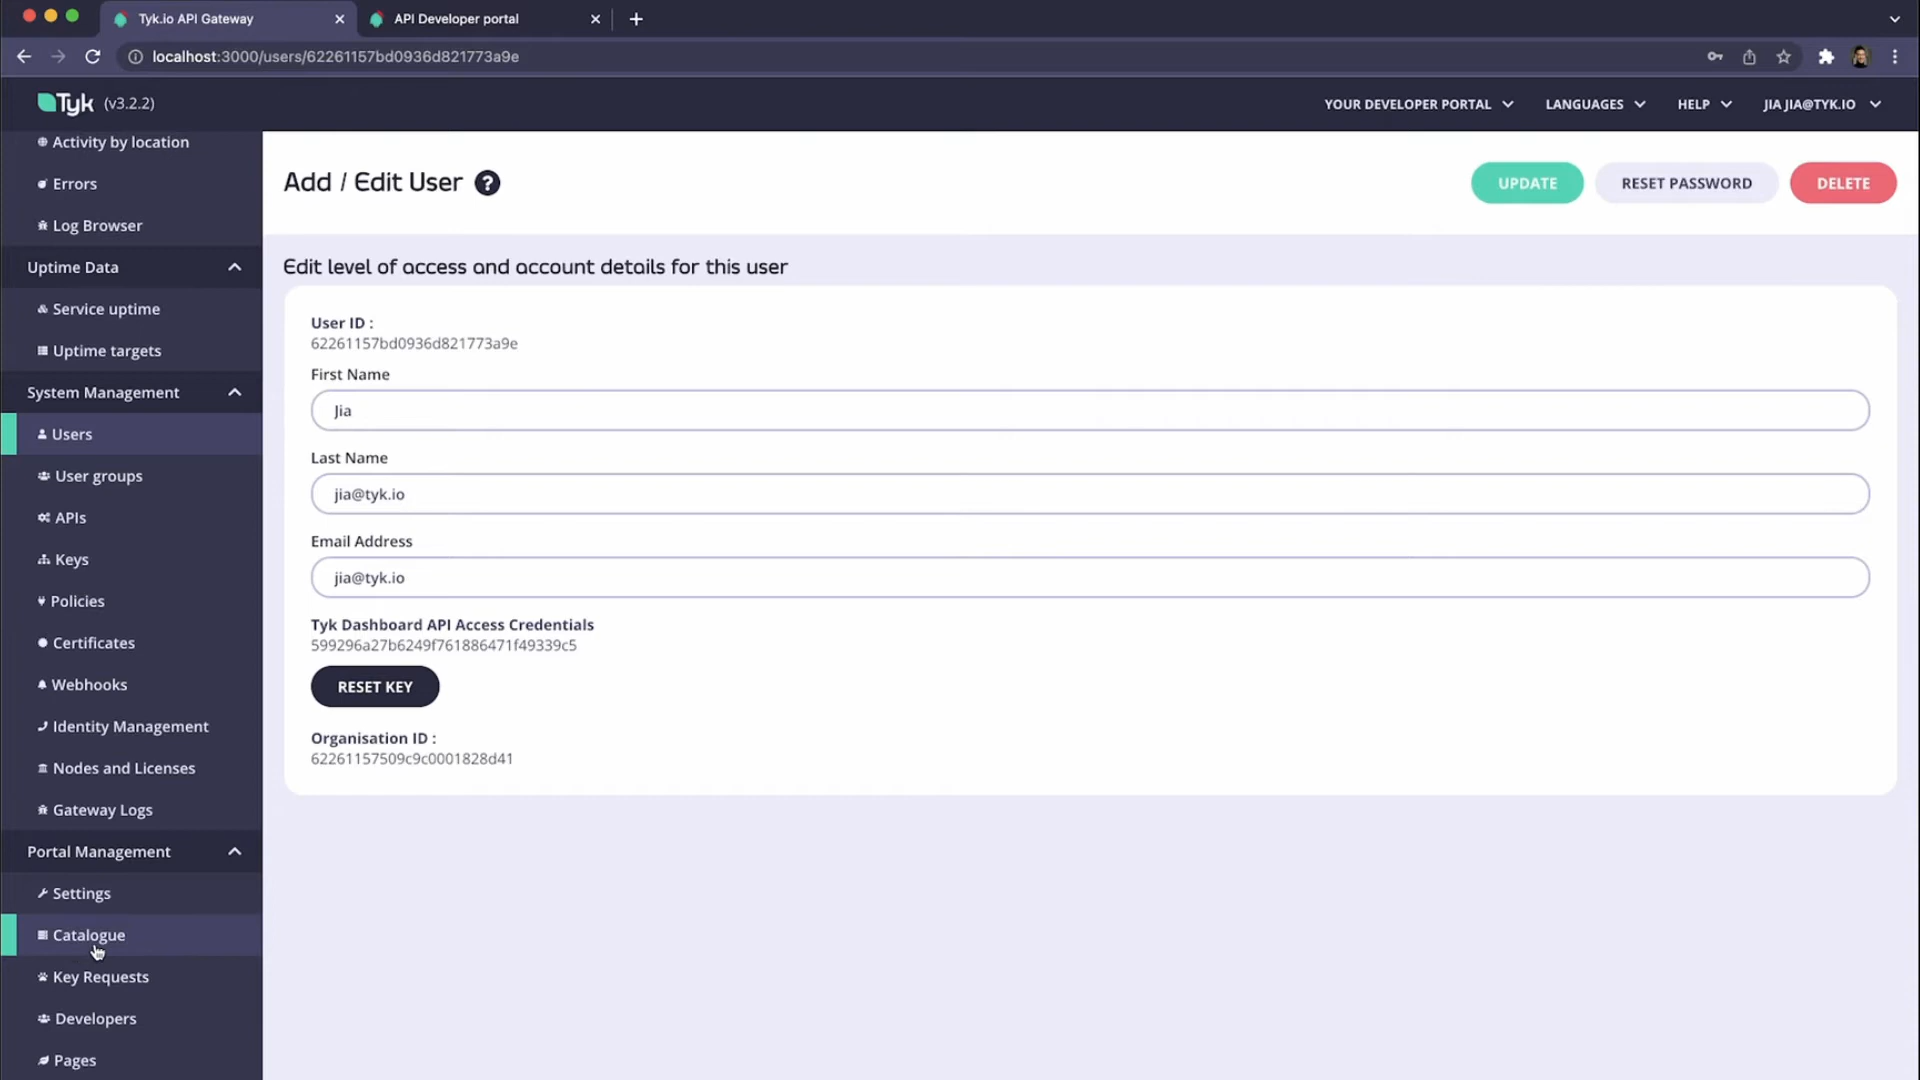 Tyk.io API Gateway
API Developer portal
localhost:3000/users/62261157bd0936d821773a9e
Tyk (v3.2.2)
YOUR DEVELOPER PORTAL
LANGUAGES
HELP
JIA JIA@TYK.IO
Activity by location
Errors
Log Browser
Uptime Data
Service uptime
Uptime targets
System Management
Users
User groups
APIs
Keys
Policies
Certificates
Webhooks
Identity Management
Nodes and Licenses
Gateway Logs
Portal Management
Settings
Catalogue
Key Requests
Developers
Pages
Add / Edit User ?
UPDATE
RESET PASSWORD
DELETE
Edit level of access and account details for this user
User ID :
62261157bd0936d821773a9e
First Name
Jia
Last Name
jia@tyk.io
Email Address
jia@tyk.io
Tyk Dashboard API Access Credentials
599296a27b6249f761886471f49339c5
RESET KEY
Organisation ID :
62261157509c9c0001828d41